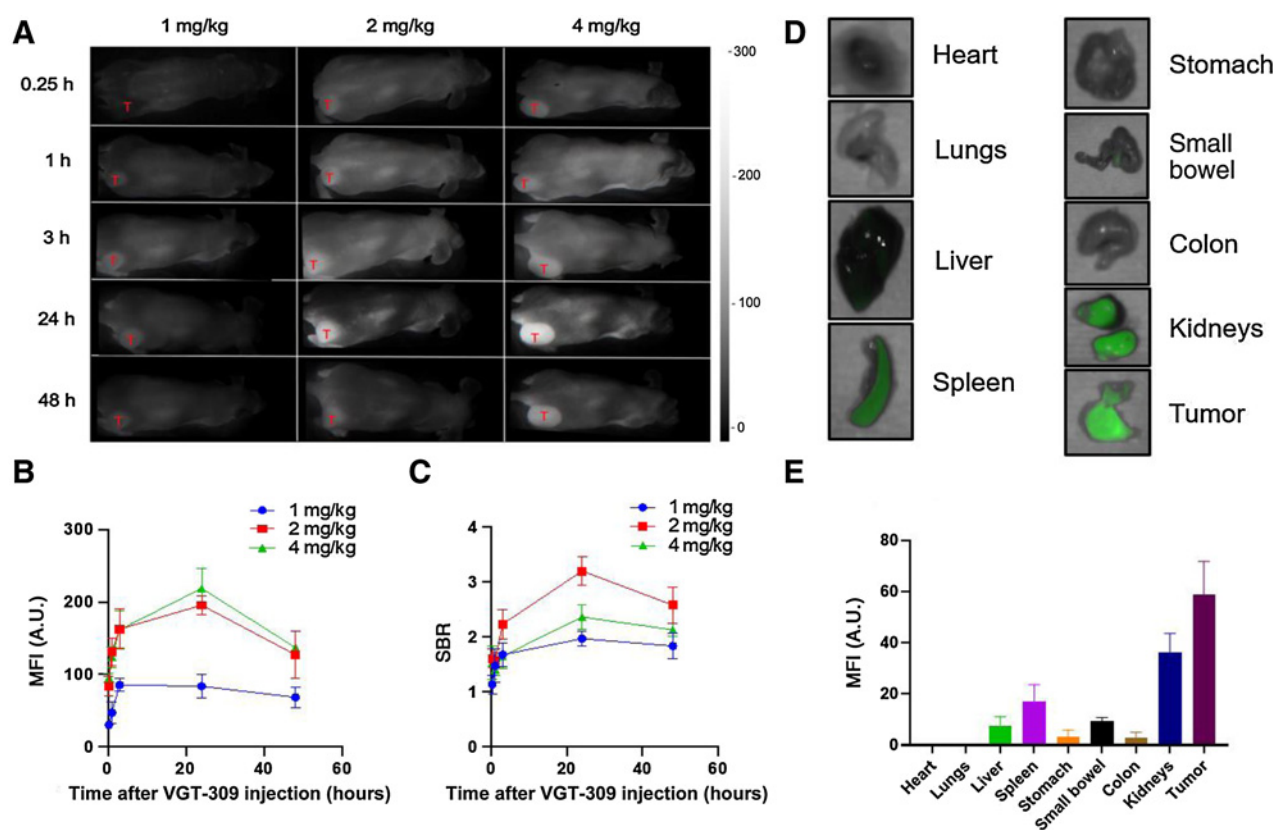 A
1 mg/kg 2 mg/kg 4 mg/kg
0.25 h
1 h
3 h
24 h
48 h
T T T
T T T
T T T
T T T
T T T
- 300
- 200
- 100
- 0
D
Heart
Lungs
Liver
Spleen
Stomach
Small
bowel
Colon
Kidneys
Tumor
B
1 mg/kg
2 mg/kg
4 mg/kg
MFI (A.U.)
300
200
100
0
0 20 40 60
Time after VGT-309 injection (hours)
C
1 mg/kg
2 mg/kg
4 mg/kg
SBR
4
3
2
1
0
0 20 40 60
Time after VGT-309 injection (hours)
E
MFI (A.U.)
80
60
40
20
0
Heart
Lungs
Liver
Spleen
Stomach
Small bowel
Colon
Kidneys
Tumor